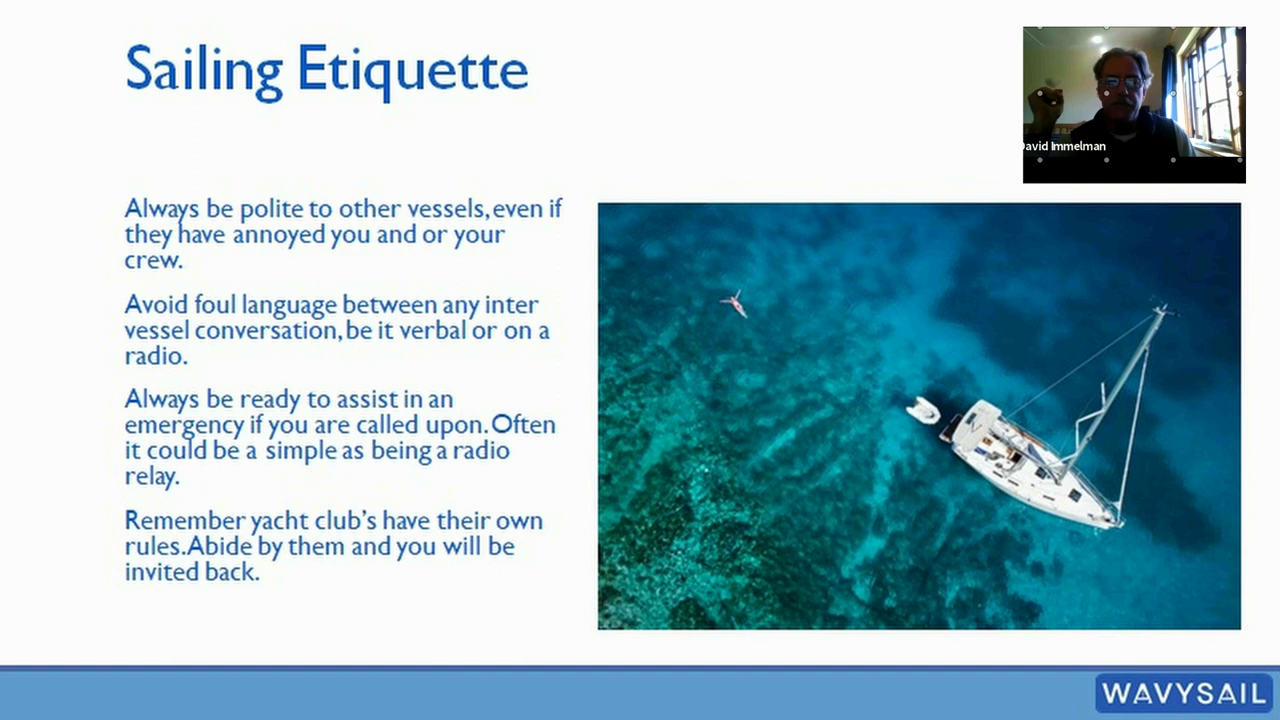 Sailing Etiquette
David Immelman
Always be polite to other vessels, even if
they have annoyed you and or your
crew.
Avoid foul language between any inter
vessel conversation, be it verbal or on a
radio.
Always be ready to assist in an
emergency if you are called upon. Often
it could be a simple as being a radio
relay.
Remember yacht club's have their own
rules. Abide by them and you will be
invited back.
WAVYSAIL